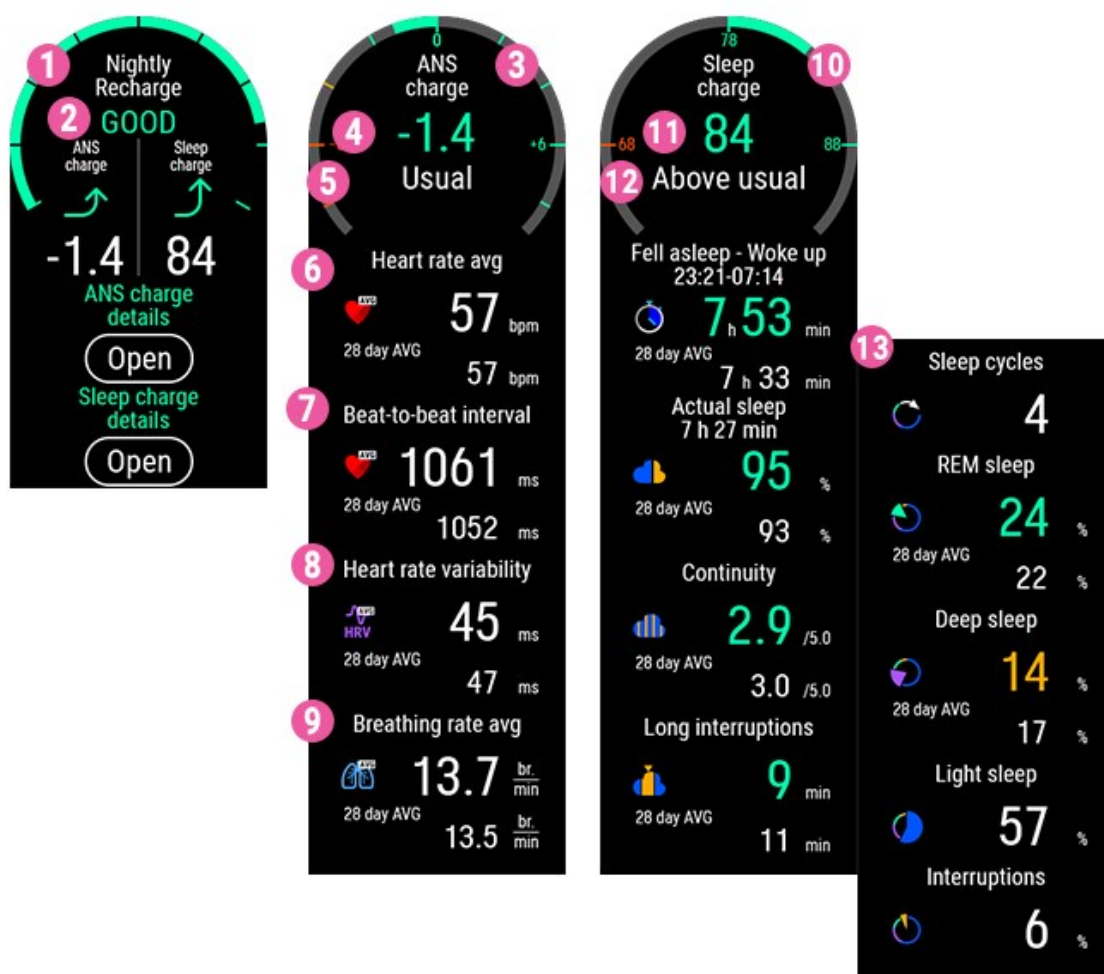 1
Nightly
Recharge
2
GOOD
ANS
charge
Sleep
charge
-1.4
84
ANS charge
details
Open
Sleep charge
details
Open
0
3
ANS
charge
4
-1.4
+6
5
Usual
6
Heart rate avg
AVG
57 bpm
28 day AVG
57 bpm
7
Beat-to-beat interval
AVG
1061 ms
28 day AVG
1052 ms
8
Heart rate variability
AVG
HRV
45 ms
28 day AVG
47 ms
9
Breathing rate avg
AVG
13.7 br.
min
28 day AVG
13.5 br.
min
78
10
Sleep
charge
68
11
84
88
12
Above usual
Fell asleep - Woke up
23:21-07:14
7 h 53 min
28 day AVG
7 h 33 min
Actual sleep
7 h 27 min
95 %
28 day AVG
93 %
Continuity
2.9 /5.0
28 day AVG
3.0 /5.0
Long interruptions
9 min
28 day AVG
11 min
13
Sleep cycles
4
REM sleep
24 %
28 day AVG
22 %
Deep sleep
14 %
28 day AVG
17 %
Light sleep
57 %
Interruptions
6 %